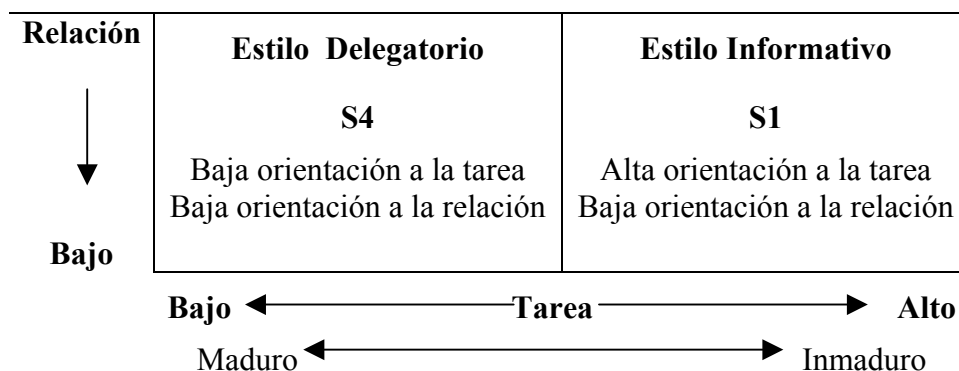 Relación
Estilo Delegatorio
S4
Baja orientación a la tarea
Baja orientación a la relación
Estilo Informativo
S1
Alta orientación a la tarea
Baja orientación a la relación
Bajo
Bajo Tarea Alto
Maduro Inmaduro